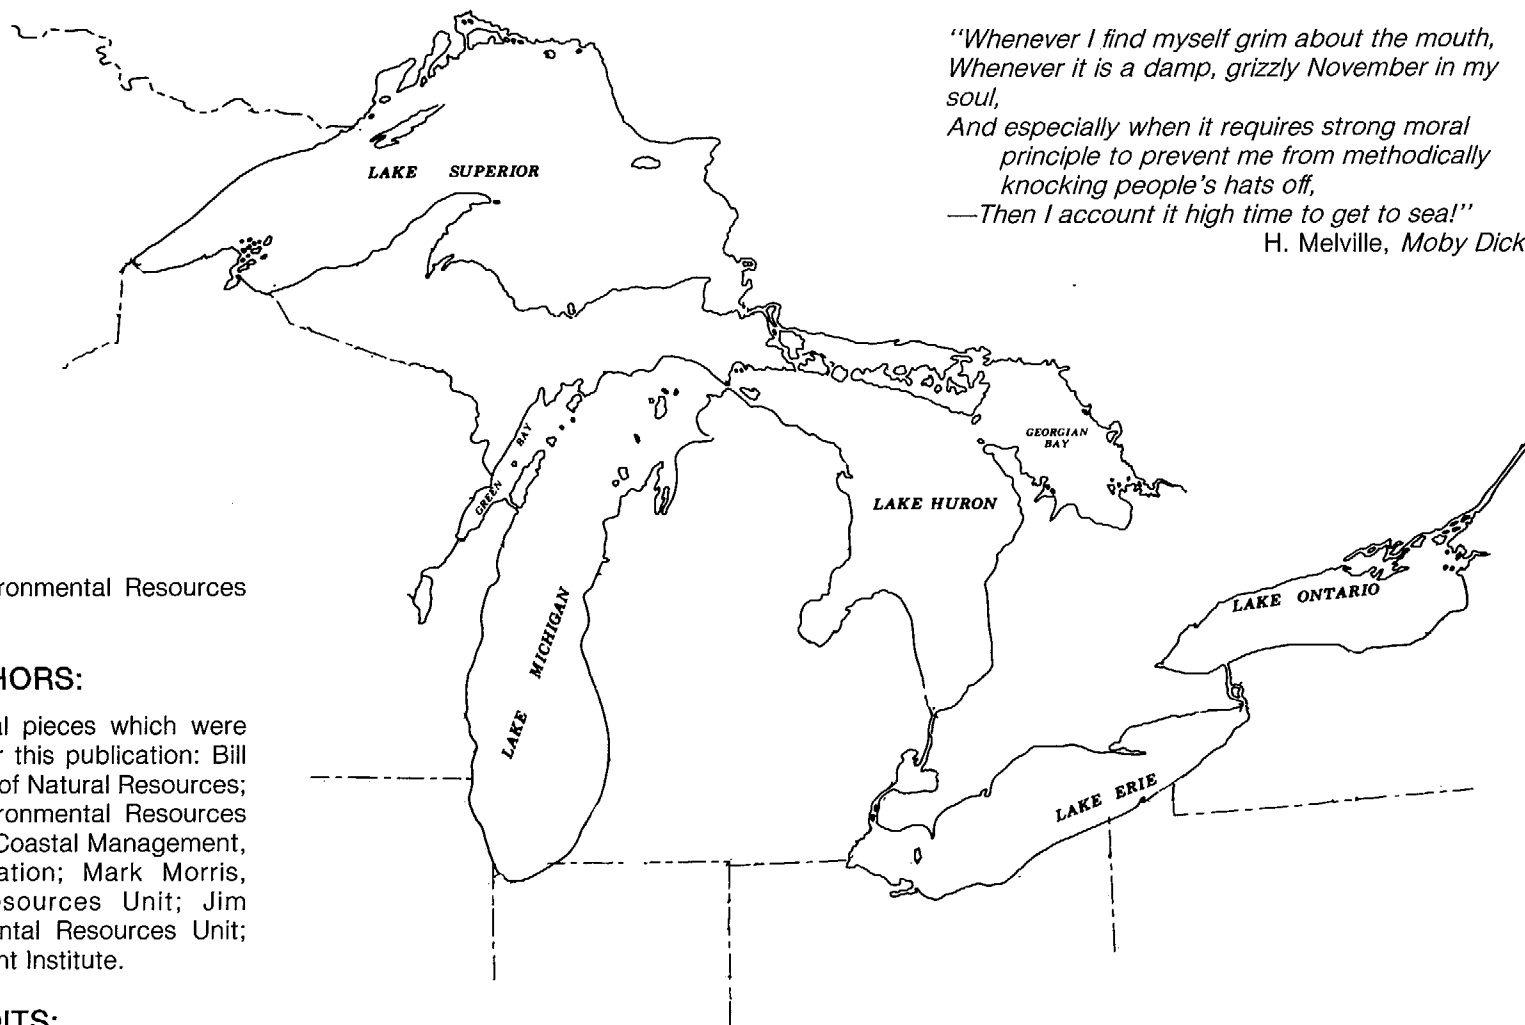 “Whenever I find myself grim about the mouth,
Whenever it is a damp, grizzly November in my
soul,
And especially when it requires strong moral
principle to prevent me from methodically
knocking people’s hats off,
—Then I account it high time to get to sea!”
H. Melville, Moby Dick
LAKE SUPERIOR
GREEN BAY
GEORGIAN
BAY
LAKE HURON
LAKE MICHIGAN
LAKE ONTARIO
LAKE ERIE
ronmental Resources
HORS:
al pieces which were
r this publication: Bill
of Natural Resources;
ronmental Resources
Coastal Management,
ation; Mark Morris,
sources Unit; Jim
ntal Resources Unit;
nt Institute.
DITS: